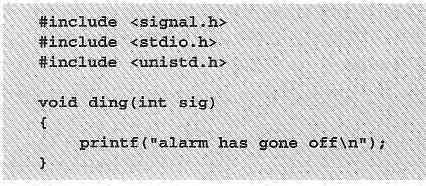 #include <signal.h>
#include <stdio.h>
#include <unistd.h>

void ding(int sig)
{
    printf("alarm has gone off\n");
}